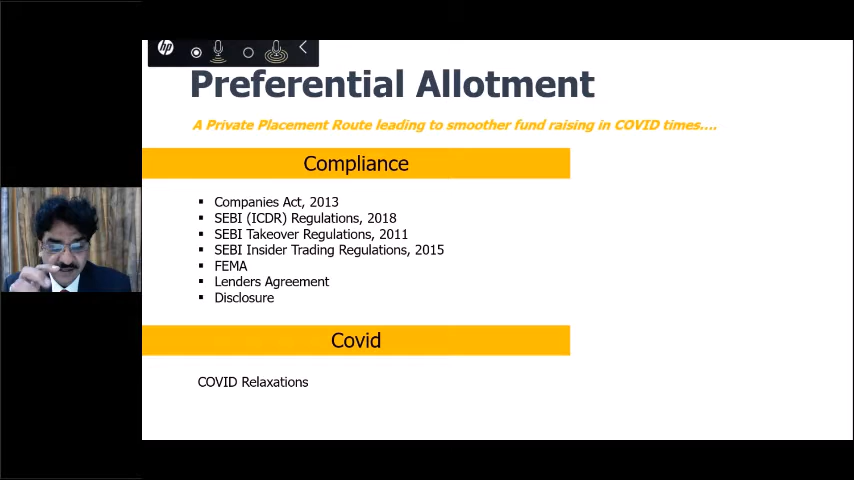 hp
Preferential Allotment
A Private Placement Route leading to smoother fund raising in COVID times....
Compliance
Companies Act, 2013
SEBI (ICDR) Regulations, 2018
SEBI Takeover Regulations, 2011
SEBI Insider Trading Regulations, 2015
FEMA
Lenders Agreement
Disclosure
Covid
COVID Relaxations